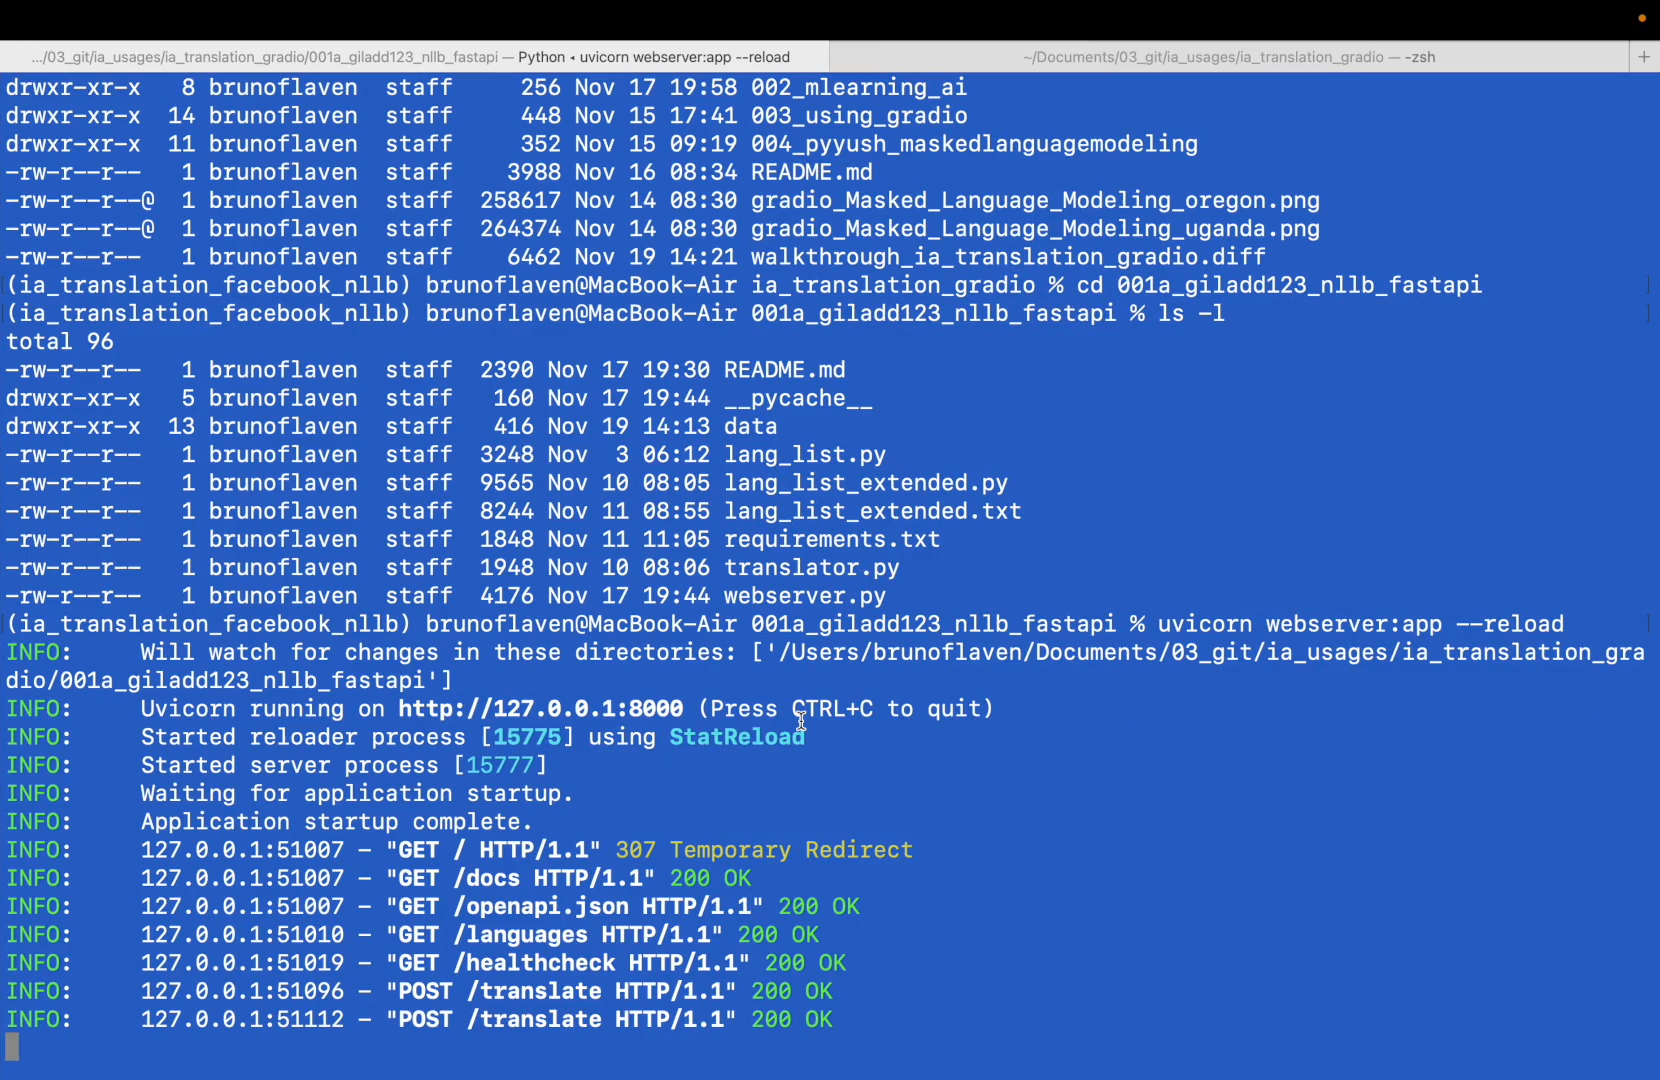 .../03_git/ia_usages/ia_translation_gradio/001a_giladd123_nllb_fastapi — Python ◂ uvicorn webserver:app --reload
~/Documents/03_git/ia_usages/ia_translation_gradio — -zsh
+
drwxr-xr-x   8 brunoflaven  staff     256 Nov 17 19:58 002_mlearning_ai
drwxr-xr-x  14 brunoflaven  staff     448 Nov 15 17:41 003_using_gradio
drwxr-xr-x  11 brunoflaven  staff     352 Nov 15 09:19 004_pyyush_maskedlanguagemodeling
-rw-r--r--   1 brunoflaven  staff    3988 Nov 16 08:34 README.md
-rw-r--r--@  1 brunoflaven  staff  258617 Nov 14 08:30 gradio_Masked_Language_Modeling_oregon.png
-rw-r--r--@  1 brunoflaven  staff  264374 Nov 14 08:30 gradio_Masked_Language_Modeling_uganda.png
-rw-r--r--   1 brunoflaven  staff    6462 Nov 19 14:21 walkthrough_ia_translation_gradio.diff
(ia_translation_facebook_nllb) brunoflaven@MacBook-Air ia_translation_gradio % cd 001a_giladd123_nllb_fastapi
(ia_translation_facebook_nllb) brunoflaven@MacBook-Air 001a_giladd123_nllb_fastapi % ls -l
total 96
-rw-r--r--   1 brunoflaven  staff  2390 Nov 17 19:30 README.md
drwxr-xr-x   5 brunoflaven  staff   160 Nov 17 19:44 __pycache__
drwxr-xr-x  13 brunoflaven  staff   416 Nov 19 14:13 data
-rw-r--r--   1 brunoflaven  staff  3248 Nov  3 06:12 lang_list.py
-rw-r--r--   1 brunoflaven  staff  9565 Nov 10 08:05 lang_list_extended.py
-rw-r--r--   1 brunoflaven  staff  8244 Nov 11 08:55 lang_list_extended.txt
-rw-r--r--   1 brunoflaven  staff  1848 Nov 11 11:05 requirements.txt
-rw-r--r--   1 brunoflaven  staff  1948 Nov 10 08:06 translator.py
-rw-r--r--   1 brunoflaven  staff  4176 Nov 17 19:44 webserver.py
(ia_translation_facebook_nllb) brunoflaven@MacBook-Air 001a_giladd123_nllb_fastapi % uvicorn webserver:app --reload
INFO:     Will watch for changes in these directories: ['/Users/brunoflaven/Documents/03_git/ia_usages/ia_translation_gra
dio/001a_giladd123_nllb_fastapi']
INFO:     Uvicorn running on http://127.0.0.1:8000 (Press CTRL+C to quit)
INFO:     Started reloader process [15775] using StatReload
INFO:     Started server process [15777]
INFO:     Waiting for application startup.
INFO:     Application startup complete.
INFO:     127.0.0.1:51007 - "GET / HTTP/1.1" 307 Temporary Redirect
INFO:     127.0.0.1:51007 - "GET /docs HTTP/1.1" 200 OK
INFO:     127.0.0.1:51007 - "GET /openapi.json HTTP/1.1" 200 OK
INFO:     127.0.0.1:51010 - "GET /languages HTTP/1.1" 200 OK
INFO:     127.0.0.1:51019 - "GET /healthcheck HTTP/1.1" 200 OK
INFO:     127.0.0.1:51096 - "POST /translate HTTP/1.1" 200 OK
INFO:     127.0.0.1:51112 - "POST /translate HTTP/1.1" 200 OK